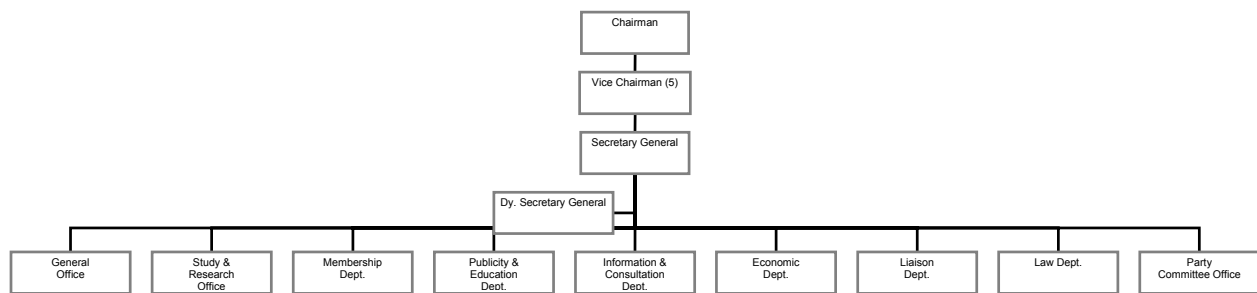 Chairman
Vice Chairman (5)
Secretary General
Dy. Secretary General
General
Office
Study &
Research
Office
Membership
Dept.
Publicity &
Education
Dept.
Information &
Consultation
Dept.
Economic
Dept.
Liaison
Dept.
Law Dept.
Party
Committee Office